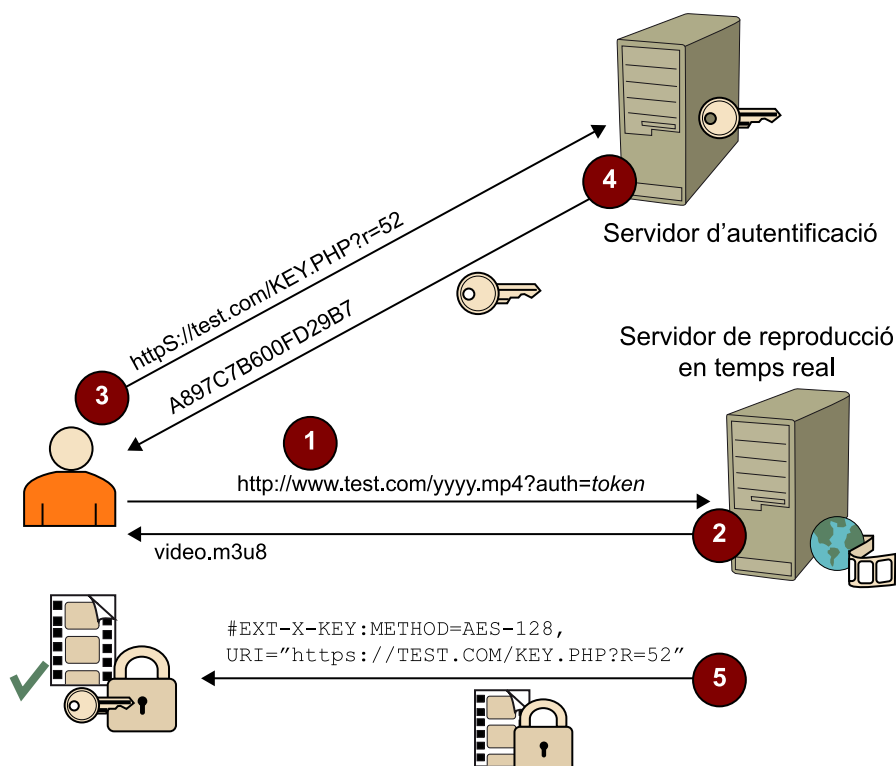 4
Servidor d’autentificació
httpS://test.com/KEY.PHP?r=52
A897C7B600FD29B7
3
Servidor de reproducció
en temps real
1
http://www.test.com/yyyy.mp4?auth=token
2
video.m3u8
#EXT-X-KEY:METHOD=AES-128,
URI=”https://TEST.COM/KEY.PHP?R=52”
5